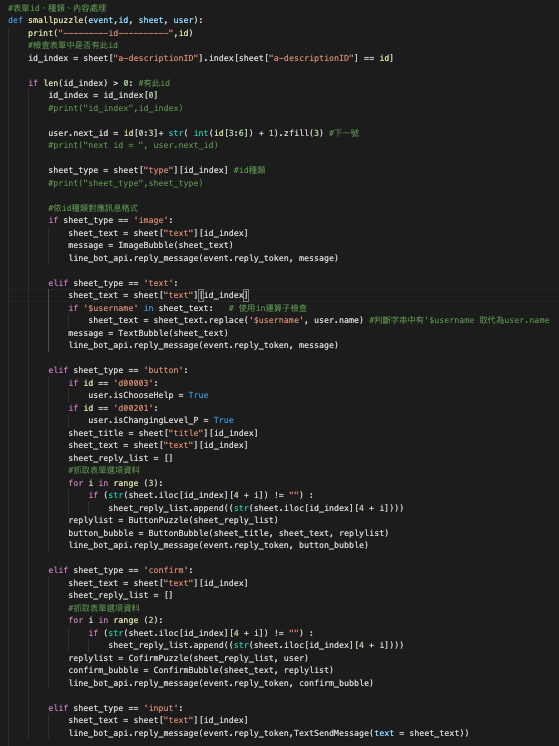 #表單id、種類、內容處理
def smallpuzzle(event,id, sheet, user):
    print("---------id----------",id)
    #檢查表單中是否有此id
    id_index = sheet["a-descriptionID"].index[sheet["a-descriptionID"] == id]
    if len(id_index) > 0: #有此id
        id_index = id_index[0]
        #print("id_index",id_index)
        user.next_id = id[0:3]+ str( int(id[3:6]) + 1).zfill(3) #下一號
        #print("next id = ", user.next_id)
        sheet_type = sheet["type"][id_index] #id種類
        #print("sheet_type",sheet_type)
        #依id種類對應訊息格式
        if sheet_type == 'image':
            sheet_text = sheet["text"][id_index]
            message = ImageBubble(sheet_text)
            line_bot_api.reply_message(event.reply_token, message)
        elif sheet_type == 'text':
            sheet_text = sheet["text"][id_index]
            if '$username' in sheet_text:   # 使用in運算子檢查
                sheet_text = sheet_text.replace('$username', user.name) #判斷字串中有'$username 取代為user.name
            message = TextBubble(sheet_text)
            line_bot_api.reply_message(event.reply_token, message)
        elif sheet_type == 'button':
            if id == 'd00003':
                user.isChooseHelp = True
            if id == 'd00201':
                user.isChangingLevel_P = True
            sheet_title = sheet["title"][id_index]
            sheet_text = sheet["text"][id_index]
            sheet_reply_list = []
            #抓取表單選項資料
            for i in range (3):
                if (str(sheet.iloc[id_index][4 + i]) != "") :
                    sheet_reply_list.append((str(sheet.iloc[id_index][4 + i])))
            replylist = ButtonPuzzle(sheet_reply_list)
            button_bubble = ButtonBubble(sheet_title, sheet_text, replylist)
            line_bot_api.reply_message(event.reply_token, button_bubble)
        elif sheet_type == 'confirm':
            sheet_text = sheet["text"][id_index]
            sheet_reply_list = []
            #抓取表單選項資料
            for i in range (2):
                if (str(sheet.iloc[id_index][4 + i]) != "") :
                    sheet_reply_list.append((str(sheet.iloc[id_index][4 + i])))
            replylist = CofirmPuzzle(sheet_reply_list, user)
            confirm_bubble = ConfirmBubble(sheet_text, replylist)
            line_bot_api.reply_message(event.reply_token, confirm_bubble)
        elif sheet_type == 'input':
            sheet_text = sheet["text"][id_index]
            line_bot_api.reply_message(event.reply_token,TextSendMessage(text = sheet_text))